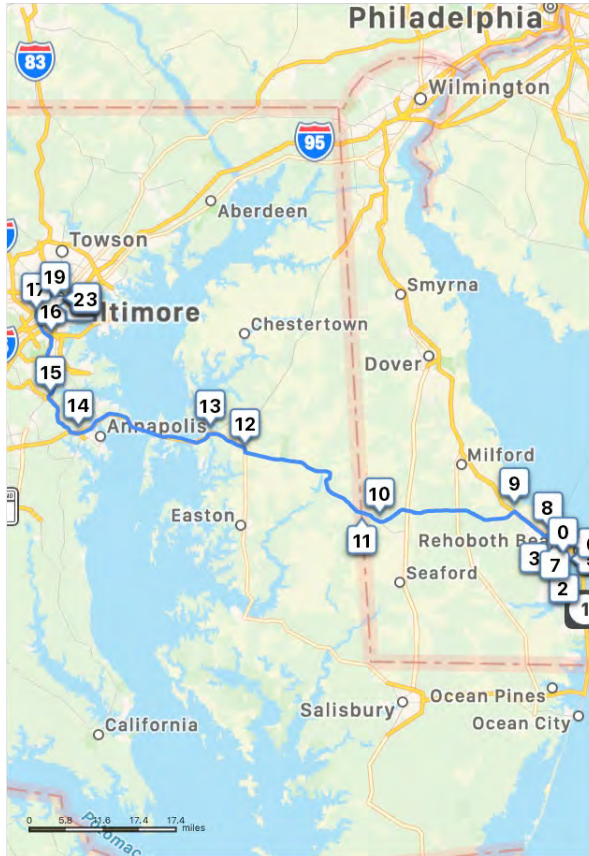 Philadelphia
83
Wilmington
95
Aberdeen
Towson
19
17
23
ltimore
16
Smyrna
Chestertown
Dover
15
14
13
12
Annapolis
Milford
10
9
8
Easton
11
0
Rehoboth Bea
3
7
Seaford
2
1
Ocean Pines
Salisbury
Ocean City
California
Potomac
0 5.8 11.6 17.4 17.4
miles